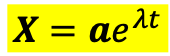 X = ae^{λt}